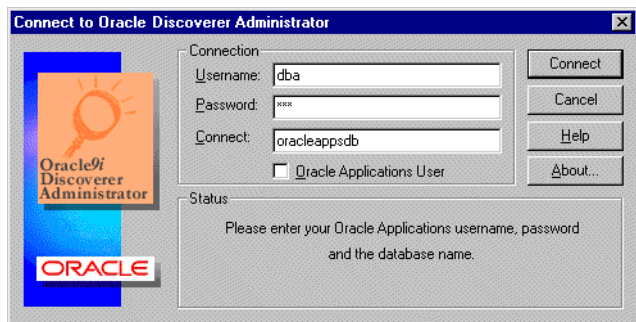 Connect to Oracle Discoverer Administrator
Connection
Username: dba
Password: ***
Connect: oracleappsdb
Oracle Applications User
Connect
Cancel
Help
About...
Oracle9i
Discoverer
Administrator
ORACLE
Status
Please enter your Oracle Applications username, password
and the database name.